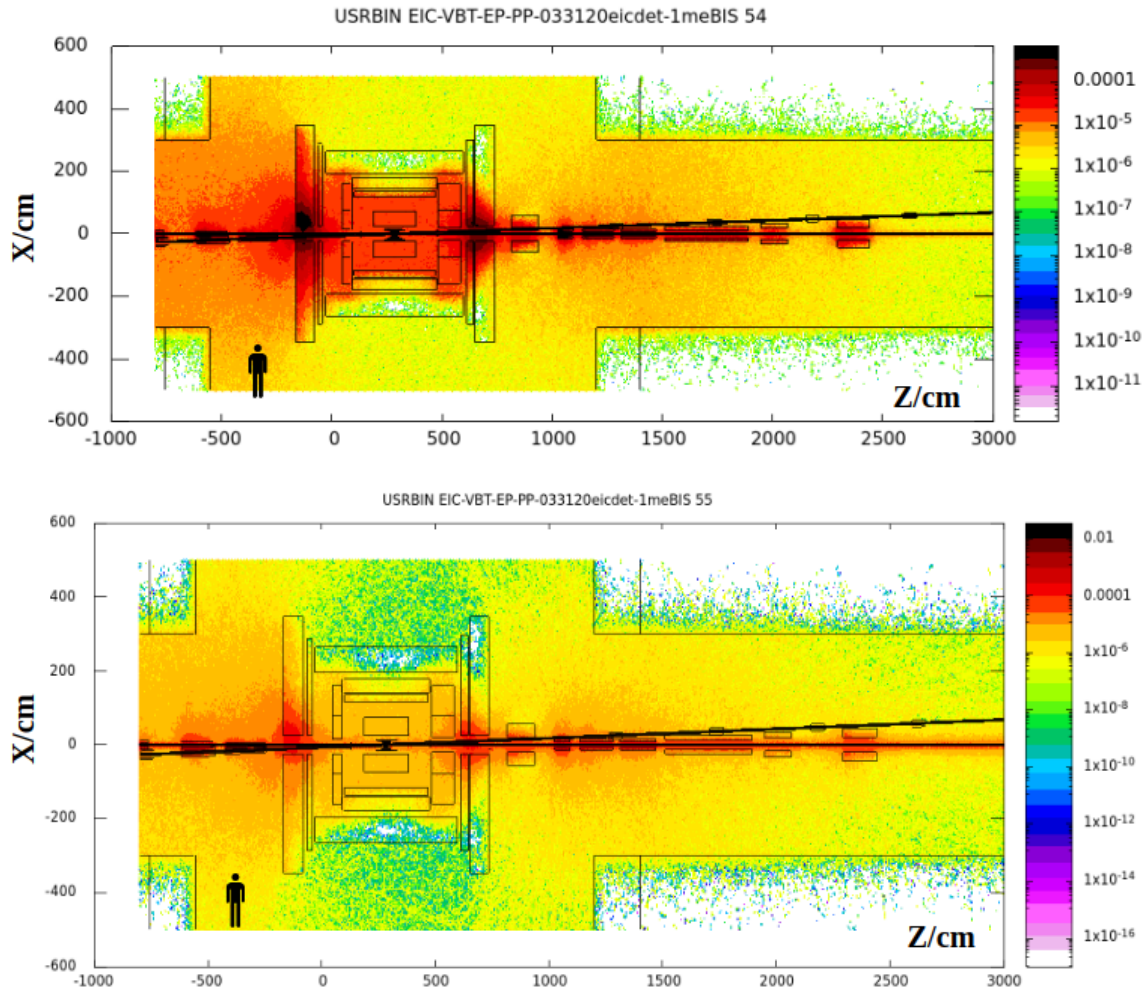 USRBIN EIC-VBT-EP-PP-033120eicdet-1meBIS 54
600
400
200
0
-200
-400
-600
X/cm
-1000
-500
0
500
1000
1500
2000
2500
3000
Z/cm
0.0001
1x10⁻⁵
1x10⁻⁶
1x10⁻⁷
1x10⁻⁸
1x10⁻⁹
1x10⁻¹⁰
1x10⁻¹¹
USRBIN EIC-VBT-EP-PP-033120eicdet-1meBIS 55
600
400
200
0
-200
-400
-600
X/cm
-1000
-500
0
500
1000
1500
2000
2500
3000
Z/cm
0.01
0.0001
1x10⁻⁶
1x10⁻⁸
1x10⁻¹⁰
1x10⁻¹²
1x10⁻¹⁴
1x10⁻¹⁶